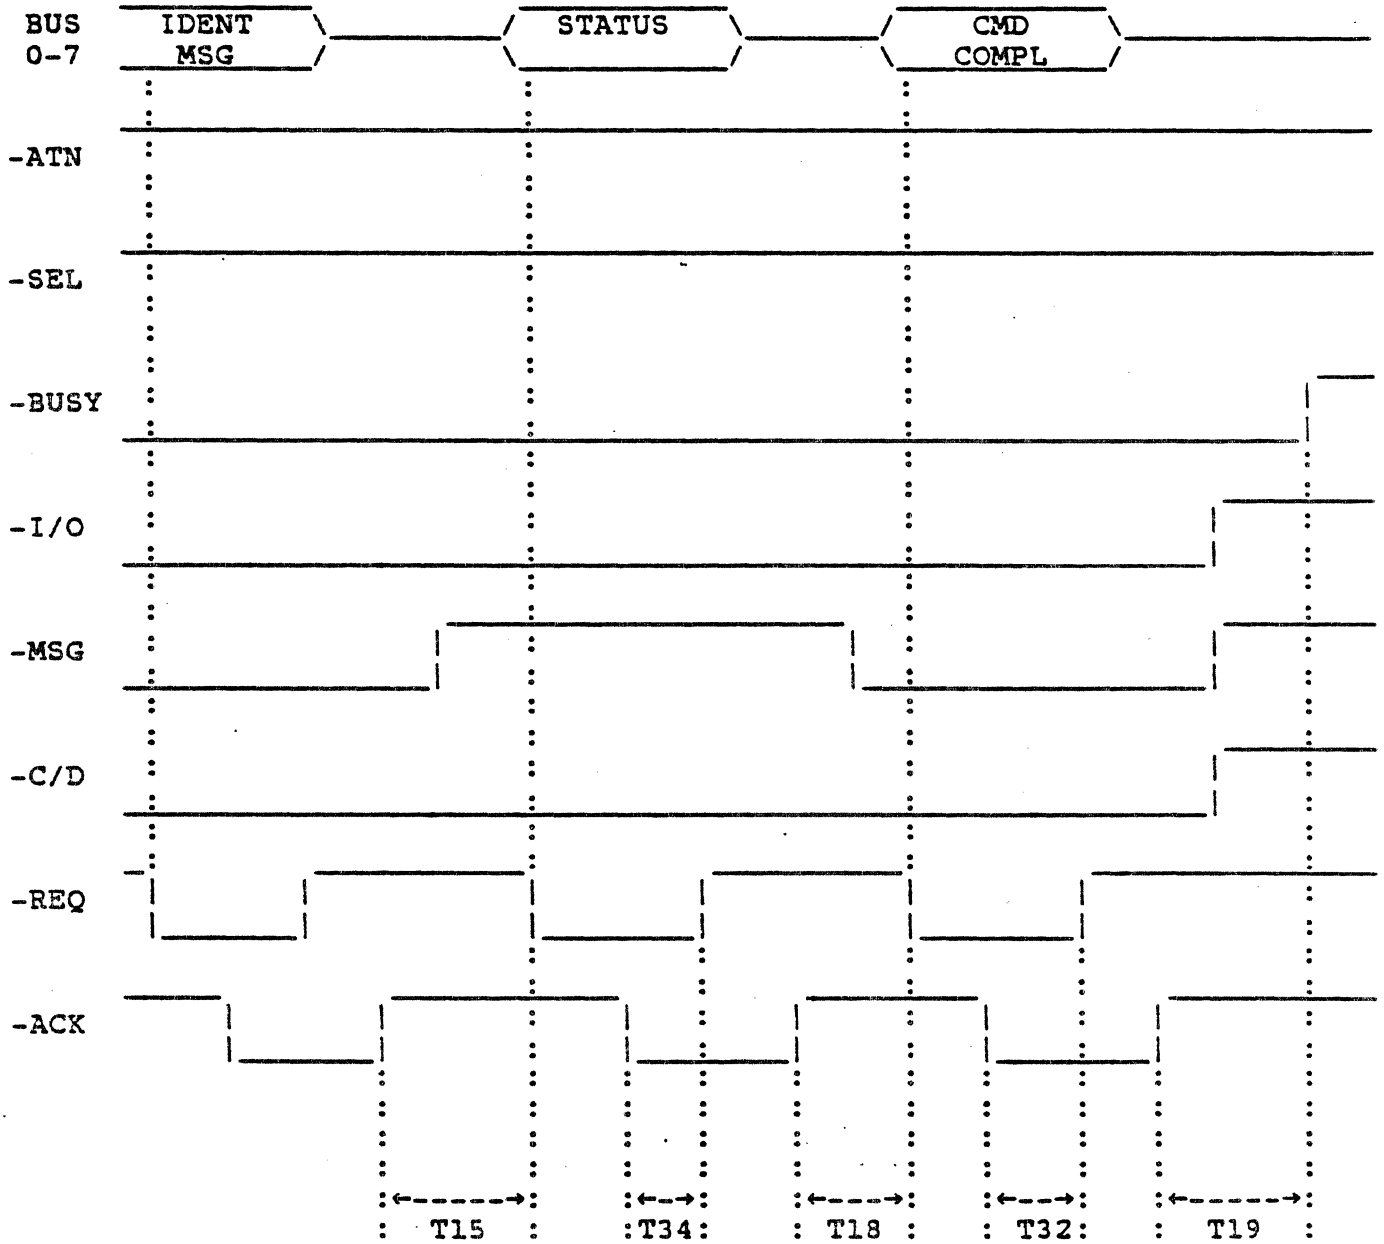 BUS 0-7
IDENT MSG
STATUS
CMD COMPL
-ATN
-SEL
-BUSY
-I/O
-MSG
-C/D
-REQ
-ACK
T15
T34
T18
T32
T19